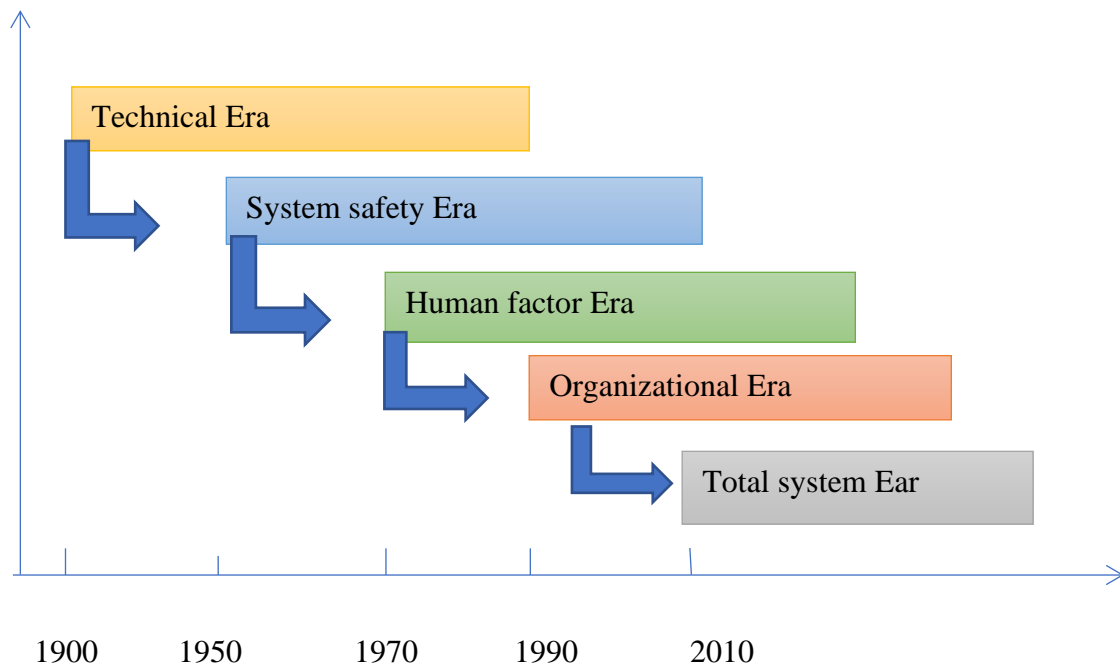 Technical Era
System safety Era
Human factor Era
Organizational Era
Total system Ear
1900 1950 1970 1990 2010